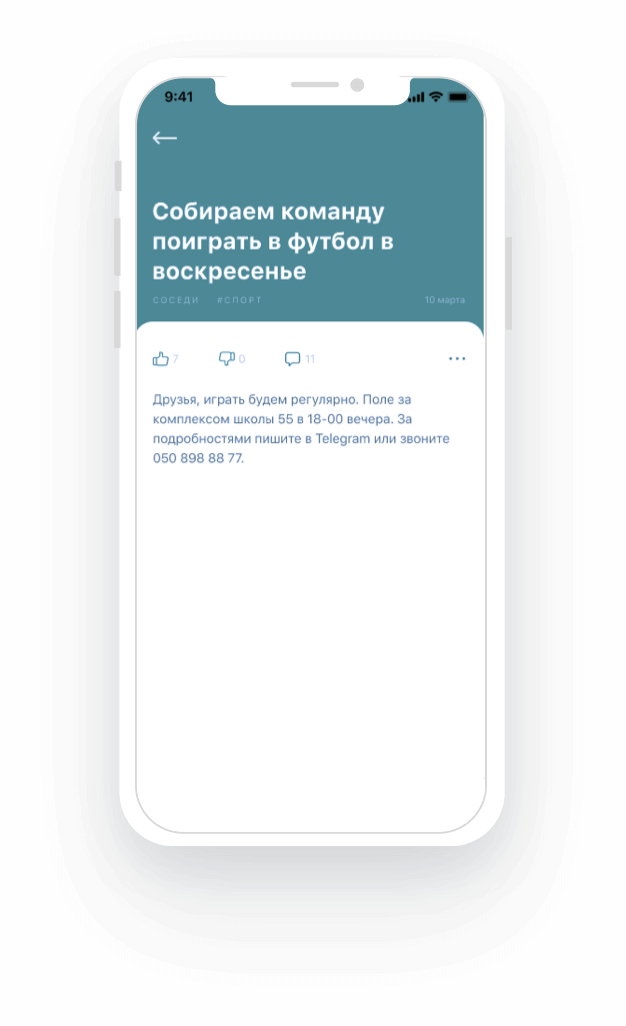 9:41
Собираем команду
поиграть в футбол в
воскресенье
СОСЕДИ #СПОРТ 10 марта
7 0 11
Друзья, играть будем регулярно. Поле за
комплексом школы 55 в 18-00 вечера. За
подробностями пишите в Telegram или звоните
050 898 88 77.